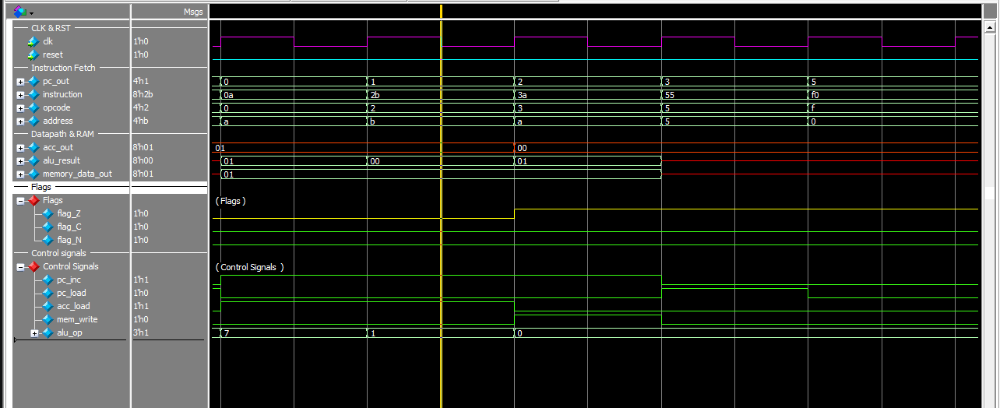 Msgs
CLK & RST
clk 1'h0
reset 1'h0
Instruction Fetch
pc_out 4'h1 0 1 2 3 5
instruction 8'h2b 0a 2b 3a 55 f0
opcode 4'h2 0 2 3 5 f
address 4'hb a b a 5 0
Datapath & RAM
acc_out 8'h01 01 00
alu_result 8'h00 01 00 01
memory_data_out 8'h01 01
Flags
Flags ( Flags )
flag_Z 1'h0
flag_C 1'h0
flag_N 1'h0
Control signals
Control Signals ( Control Signals )
pc_inc 1'h1
pc_load 1'h0
acc_load 1'h1
mem_write 1'h0
alu_op 3'h1 7 1 0